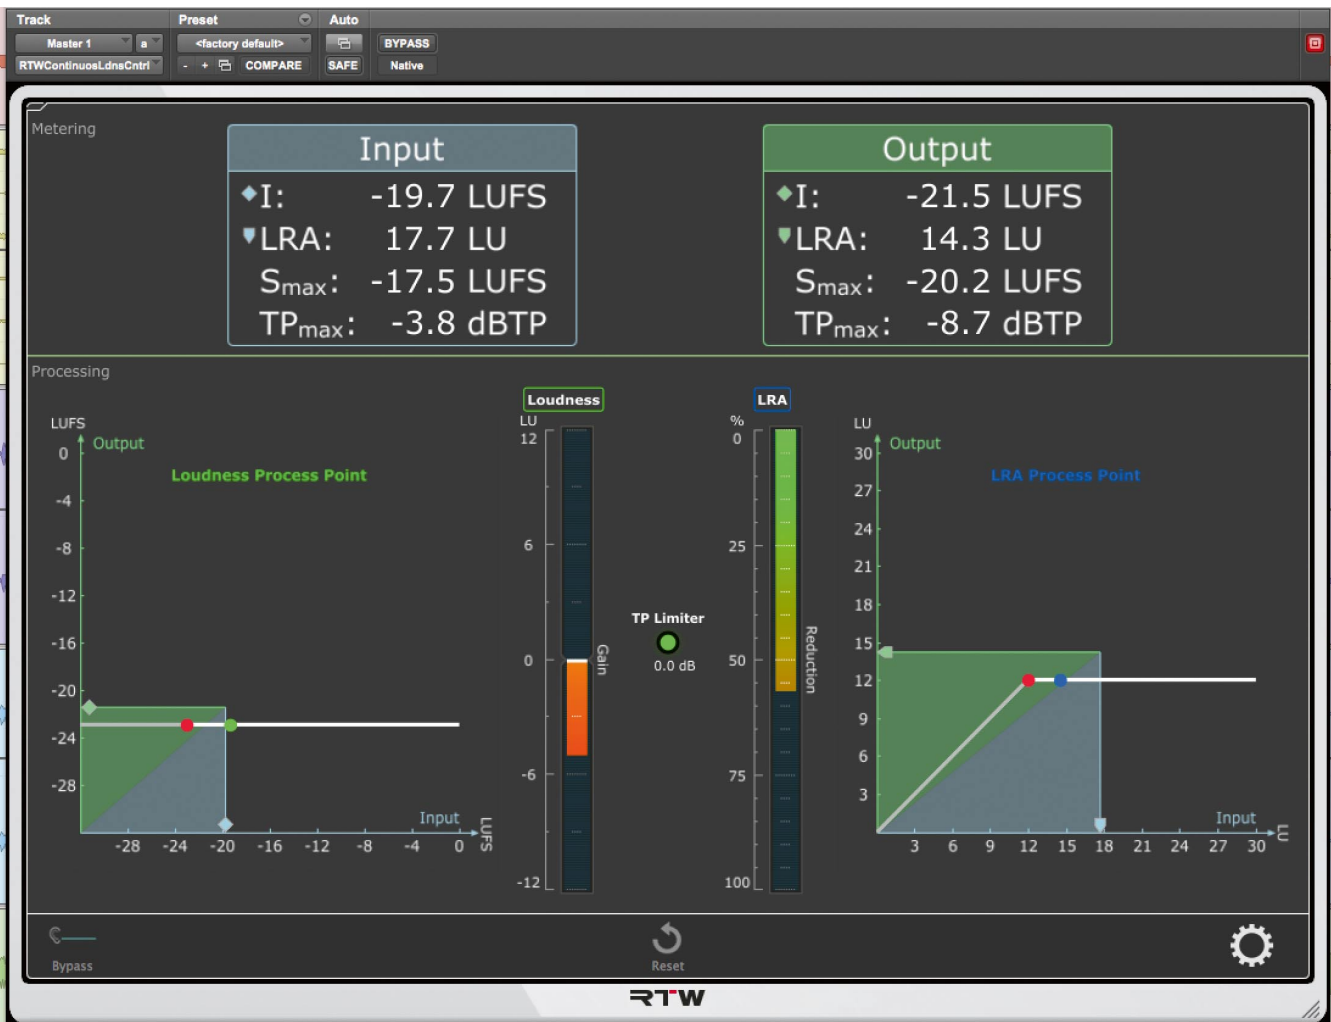 Track Preset Auto
Master 1 a <factory default> BYPASS
RTWContinuosLdnsCntrl - + COMPARE SAFE Native
Metering
Input
I: -19.7 LUFS
LRA: 17.7 LU
Smax: -17.5 LUFS
TPmax: -3.8 dBTP
Output
I: -21.5 LUFS
LRA: 14.3 LU
Smax: -20.2 LUFS
TPmax: -8.7 dBTP
Processing
LUFS
Output
Loudness Process Point
0
-4
-8
-12
-16
-20
-24
-28
Input
-28 -24 -20 -16 -12 -8 -4 0
LUFS
Loudness
LU
12
6
0
-6
-12
Gain
TP Limiter
0.0 dB
LRA
%
0
25
50
75
100
Reduction
LU
Output
LRA Process Point
30
27
24
21
18
15
12
9
6
3
Input
3 6 9 12 15 18 21 24 27 30
LU
Bypass
Reset
RTW